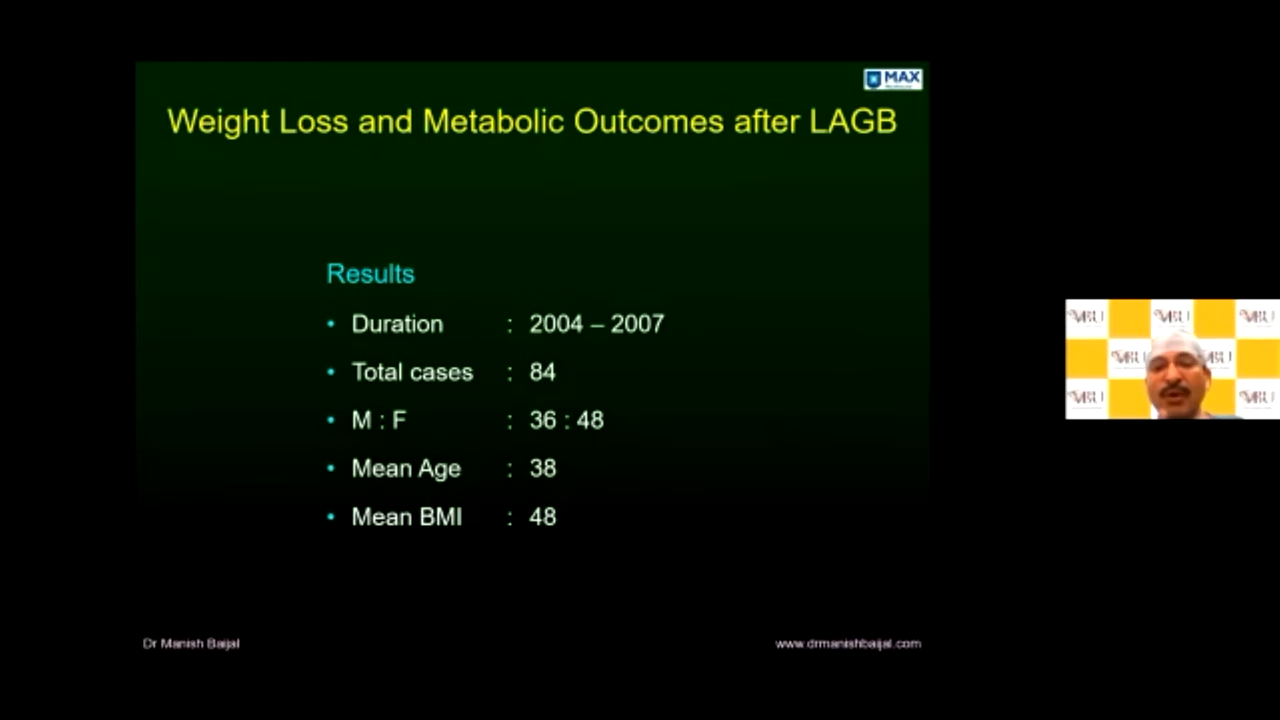 MAX
Weight Loss and Metabolic Outcomes after LAGB
Results
• Duration : 2004 – 2007
• Total cases : 84
• M : F : 36 : 48
• Mean Age : 38
• Mean BMI : 48
Dr Manish Baijal
www.drmanishbaijal.com